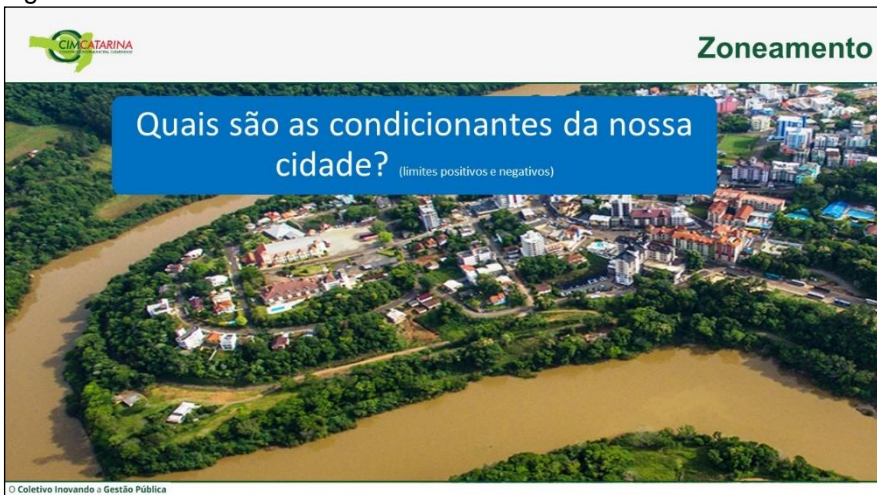 CIMCATARINA
Zoneamento
Quais são as condicionantes da nossa
cidade? (limites positivos e negativos)
O Coletivo Inovando a Gestão Pública